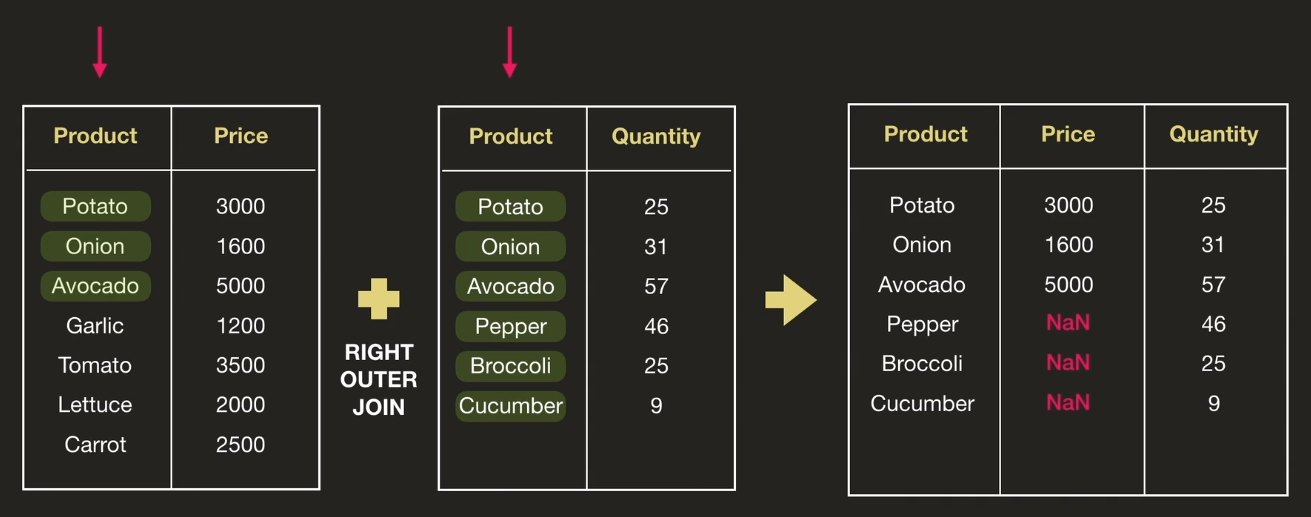 Product Price
Potato 3000
Onion 1600
Avocado 5000
Garlic 1200
Tomato 3500
Lettuce 2000
Carrot 2500
RIGHT
OUTER
JOIN
Product Quantity
Potato 25
Onion 31
Avocado 57
Pepper 46
Broccoli 25
Cucumber 9
Product Price Quantity
Potato 3000 25
Onion 1600 31
Avocado 5000 57
Pepper NaN 46
Broccoli NaN 25
Cucumber NaN 9